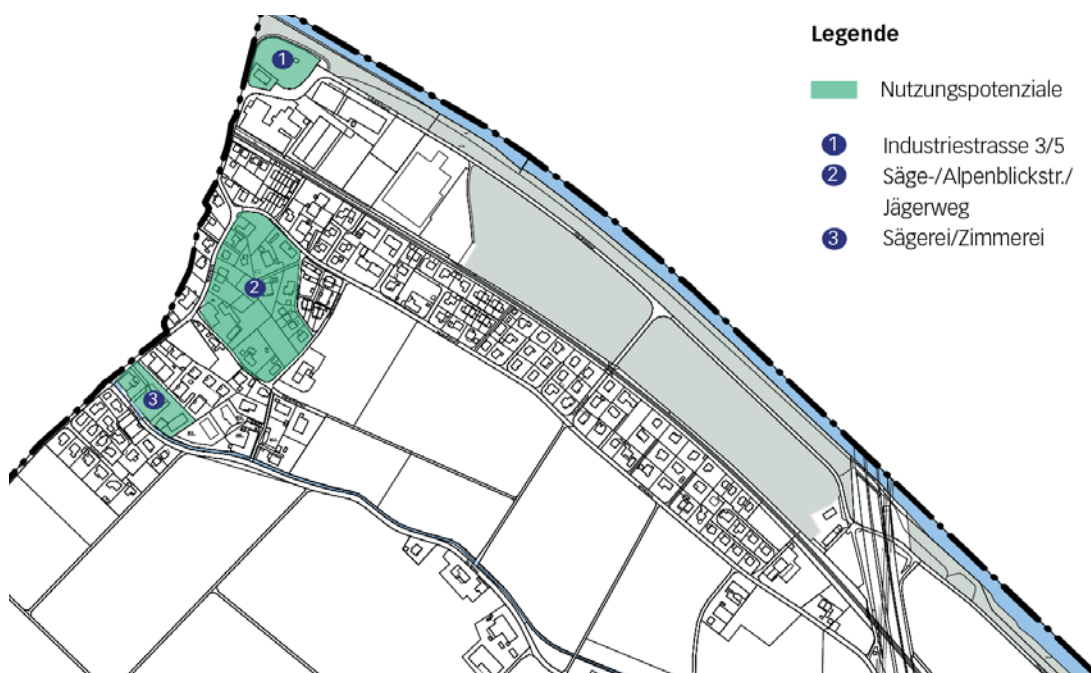 Legende
Nutzungspotenziale
1 Industriestrasse 3/5
2 Säge-/Alpenblickstr./
Jägerweg
3 Sägerei/Zimmerei
1
2
3